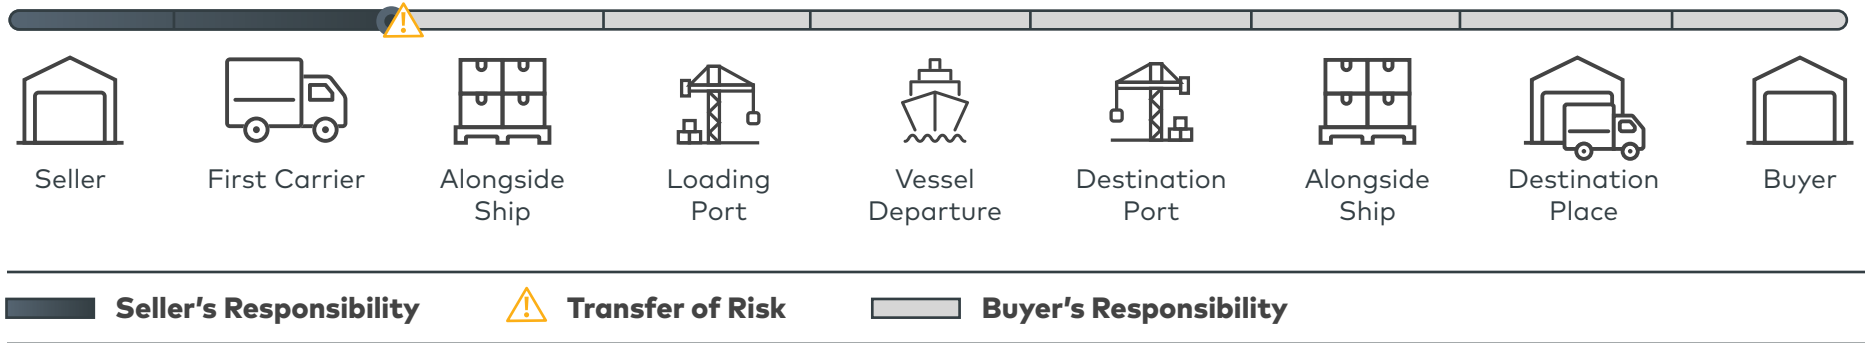 Seller
First Carrier
Alongside
Ship
Loading
Port
Vessel
Departure
Destination
Port
Alongside
Ship
Destination
Place
Buyer
Seller's Responsibility
Transfer of Risk
Buyer's Responsibility